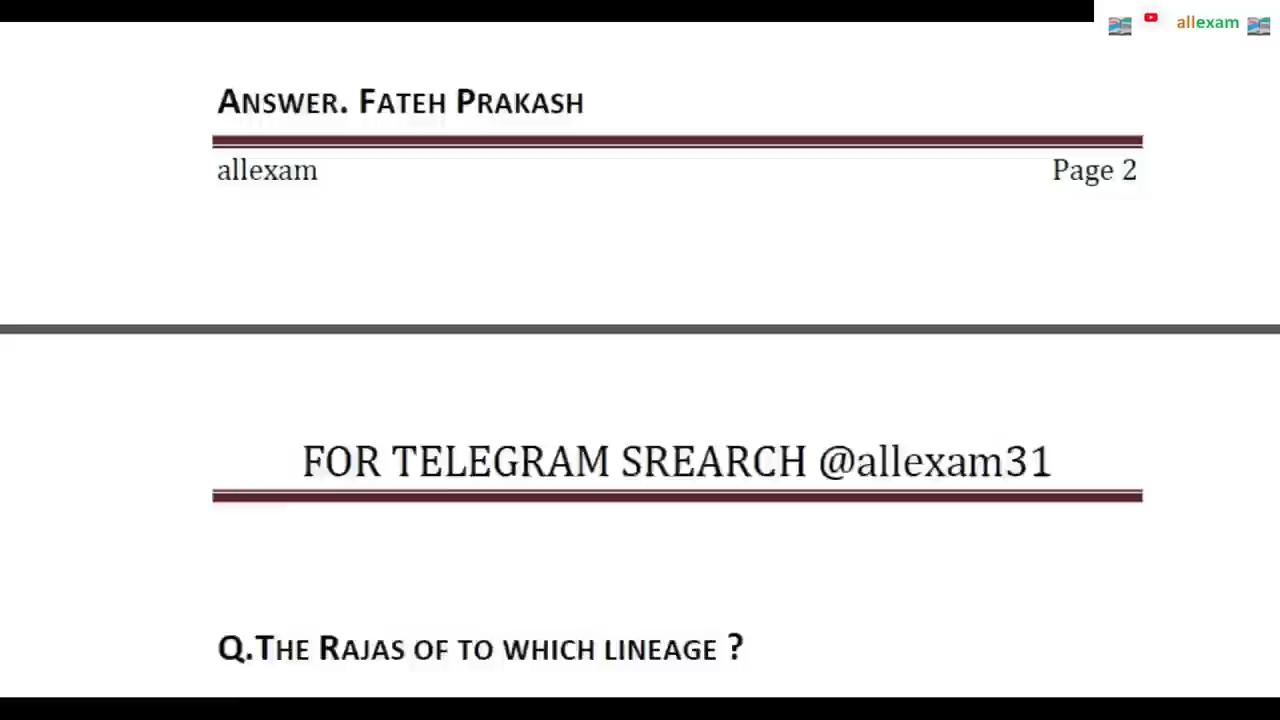 allexam
ANSWER. FATEH PRAKASH
allexam Page 2
FOR TELEGRAM SREARCH @allexam31
Q.THE RAJAS OF TO WHICH LINEAGE ?